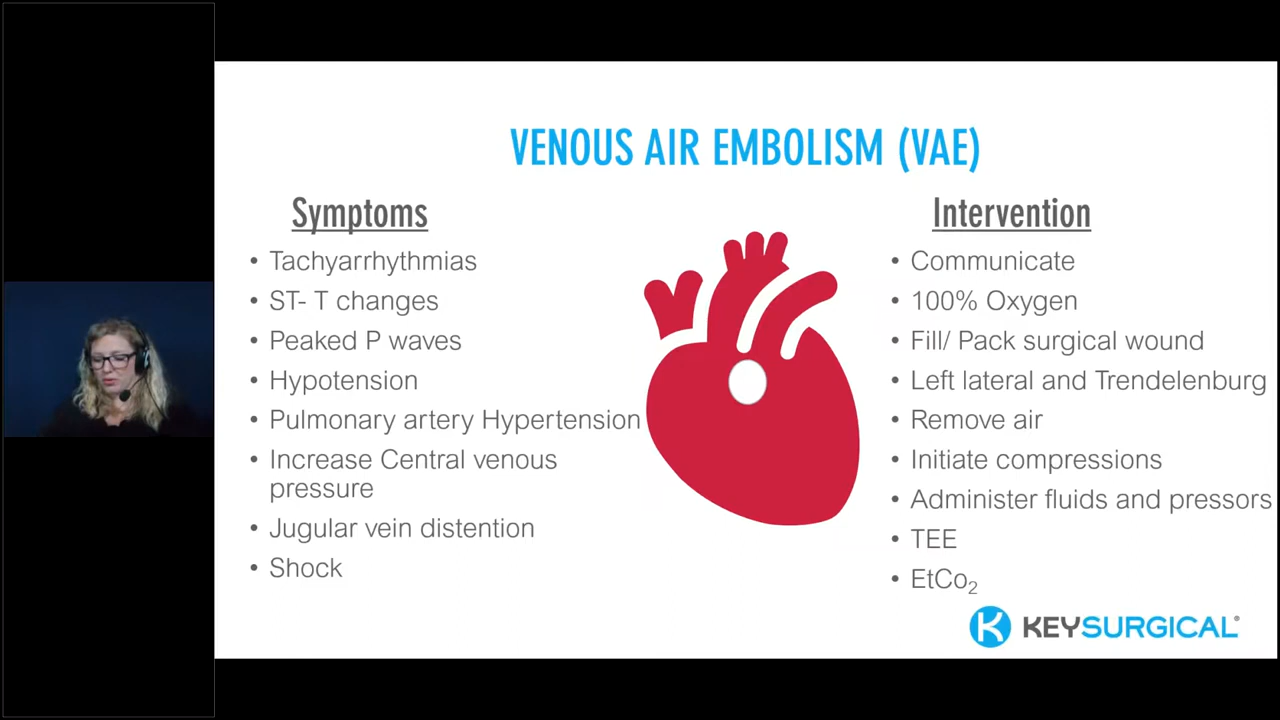 VENOUS AIR EMBOLISM (VAE)
Symptoms
• Tachyarrhythmias
• ST- T changes
• Peaked P waves
• Hypotension
• Pulmonary artery Hypertension
• Increase Central venous
pressure
• Jugular vein distention
• Shock
Intervention
• Communicate
• 100% Oxygen
• Fill/ Pack surgical wound
• Left lateral and Trendelenburg
• Remove air
• Initiate compressions
• Administer fluids and pressors
• TEE
• EtCo₂
K KEYSURGICAL®